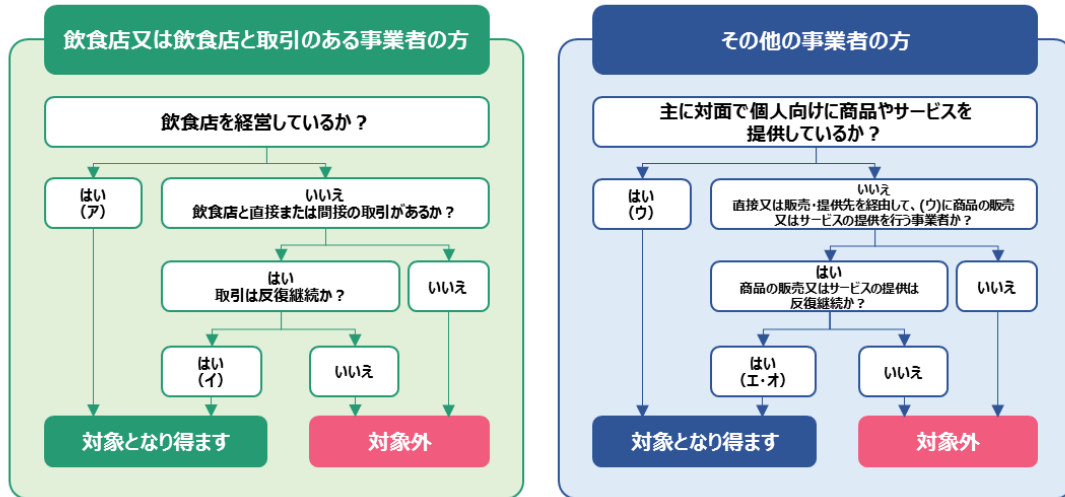 飲食店又は飲食店と取引のある事業者の方
飲食店を経営しているか？
はい
(ア)
いいえ
飲食店と直接または間接の取引があるか？
はい
取引は反復継続か？
いいえ
はい
(イ)
いいえ
対象となり得ます
対象外
その他の事業者の方
主に対面で個人向けに商品やサービスを
提供しているか？
はい
(ウ)
いいえ
直接又は販売・提供先を経由して、(ウ)に商品の販売
又はサービスの提供を行う事業者か？
はい
商品の販売又はサービスの提供は
反復継続か？
いいえ
はい
(エ・オ)
いいえ
対象となり得ます
対象外